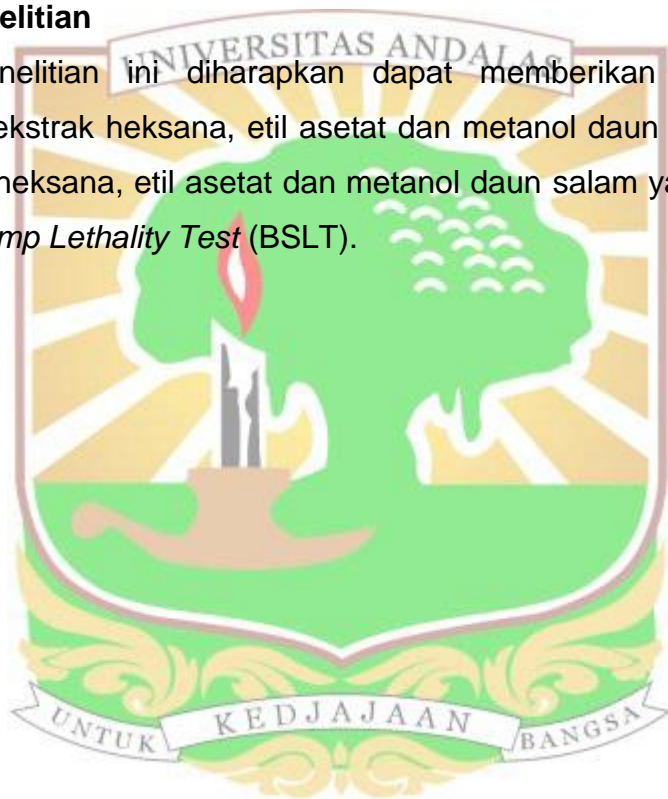 elitian
UNIVERSITAS ANDALAS
nelitian ini diharapkan dapat memberikan
ekstrak heksana, etil asetat dan metanol daun
heksana, etil asetat dan metanol daun salam ya
mp Lethality Test (BSLT).
UNTUK KEDJAJAAN BANGSA